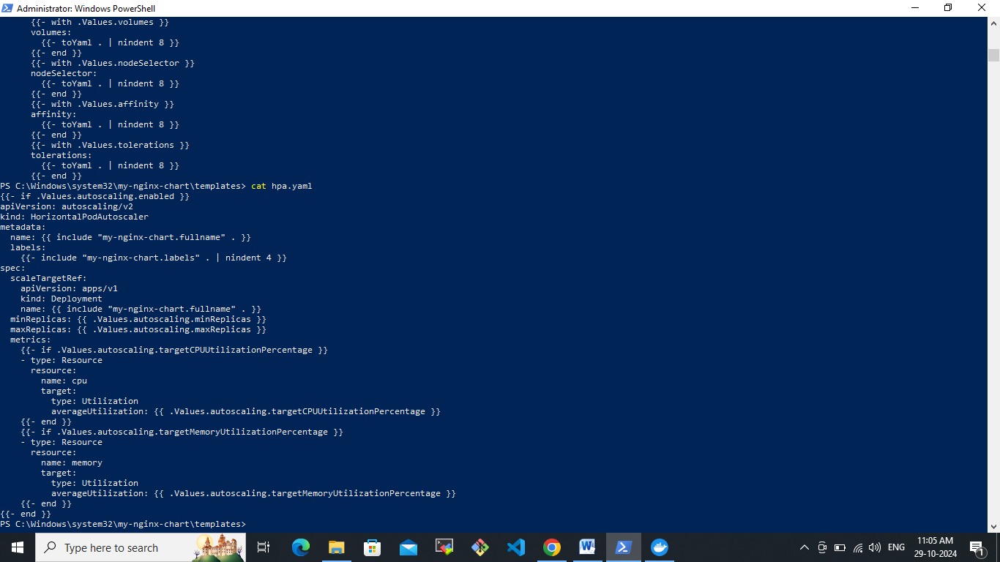 Administrator: Windows PowerShell
      {{- with .Values.volumes }}
      volumes:
        {{- toYaml . | nindent 8 }}
      {{- end }}
      {{- with .Values.nodeSelector }}
      nodeSelector:
        {{- toYaml . | nindent 8 }}
      {{- end }}
      {{- with .Values.affinity }}
      affinity:
        {{- toYaml . | nindent 8 }}
      {{- end }}
      {{- with .Values.tolerations }}
      tolerations:
        {{- toYaml . | nindent 8 }}
      {{- end }}
PS C:\Windows\system32\my-nginx-chart\templates> cat hpa.yaml
{{- if .Values.autoscaling.enabled }}
apiVersion: autoscaling/v2
kind: HorizontalPodAutoscaler
metadata:
  name: {{ include "my-nginx-chart.fullname" . }}
  labels:
    {{- include "my-nginx-chart.labels" . | nindent 4 }}
spec:
  scaleTargetRef:
    apiVersion: apps/v1
    kind: Deployment
    name: {{ include "my-nginx-chart.fullname" . }}
  minReplicas: {{ .Values.autoscaling.minReplicas }}
  maxReplicas: {{ .Values.autoscaling.maxReplicas }}
  metrics:
    {{- if .Values.autoscaling.targetCPUUtilizationPercentage }}
    - type: Resource
      resource:
        name: cpu
        target:
          type: Utilization
          averageUtilization: {{ .Values.autoscaling.targetCPUUtilizationPercentage }}
    {{- end }}
    {{- if .Values.autoscaling.targetMemoryUtilizationPercentage }}
    - type: Resource
      resource:
        name: memory
        target:
          type: Utilization
          averageUtilization: {{ .Values.autoscaling.targetMemoryUtilizationPercentage }}
    {{- end }}
{{- end }}
PS C:\Windows\system32\my-nginx-chart\templates>
Type here to search
ENG
11:05 AM
29-10-2024
1